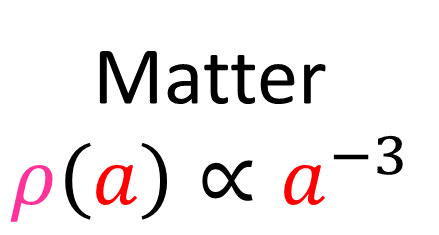 Matter
ρ(a) ∝ a⁻³